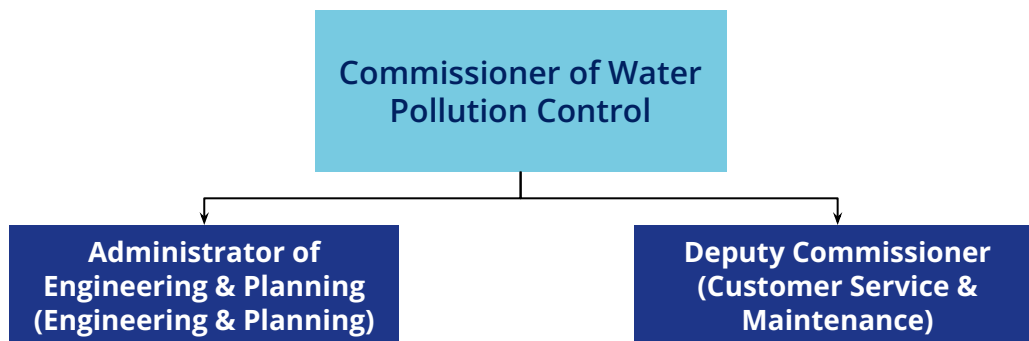 Commissioner of Water
Pollution Control
Administrator of
Engineering & Planning
(Engineering & Planning)
Deputy Commissioner
(Customer Service &
Maintenance)